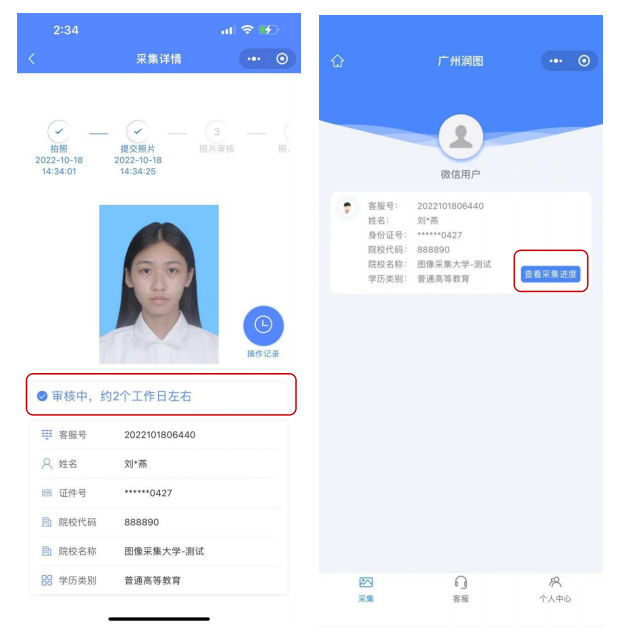 2:34
采集详情
3
拍照
提交照片
照片审核
照
2022-10-18
2022-10-18
14:34:01
14:34:25
操作记录
审核中，约2个工作日左右
客服号 2022101806440
姓名 刘*燕
证件号 ******0427
院校代码 888890
院校名称 图像采集大学-测试
学历类别 普通高等教育
广州润图
微信用户
客服号： 2022101806440
姓名： 刘*燕
身份证号： ******0427
院校代码： 888890
院校名称： 图像采集大学-测试
学历类别： 普通高等教育
查看采集进度
采集
客服
个人中心